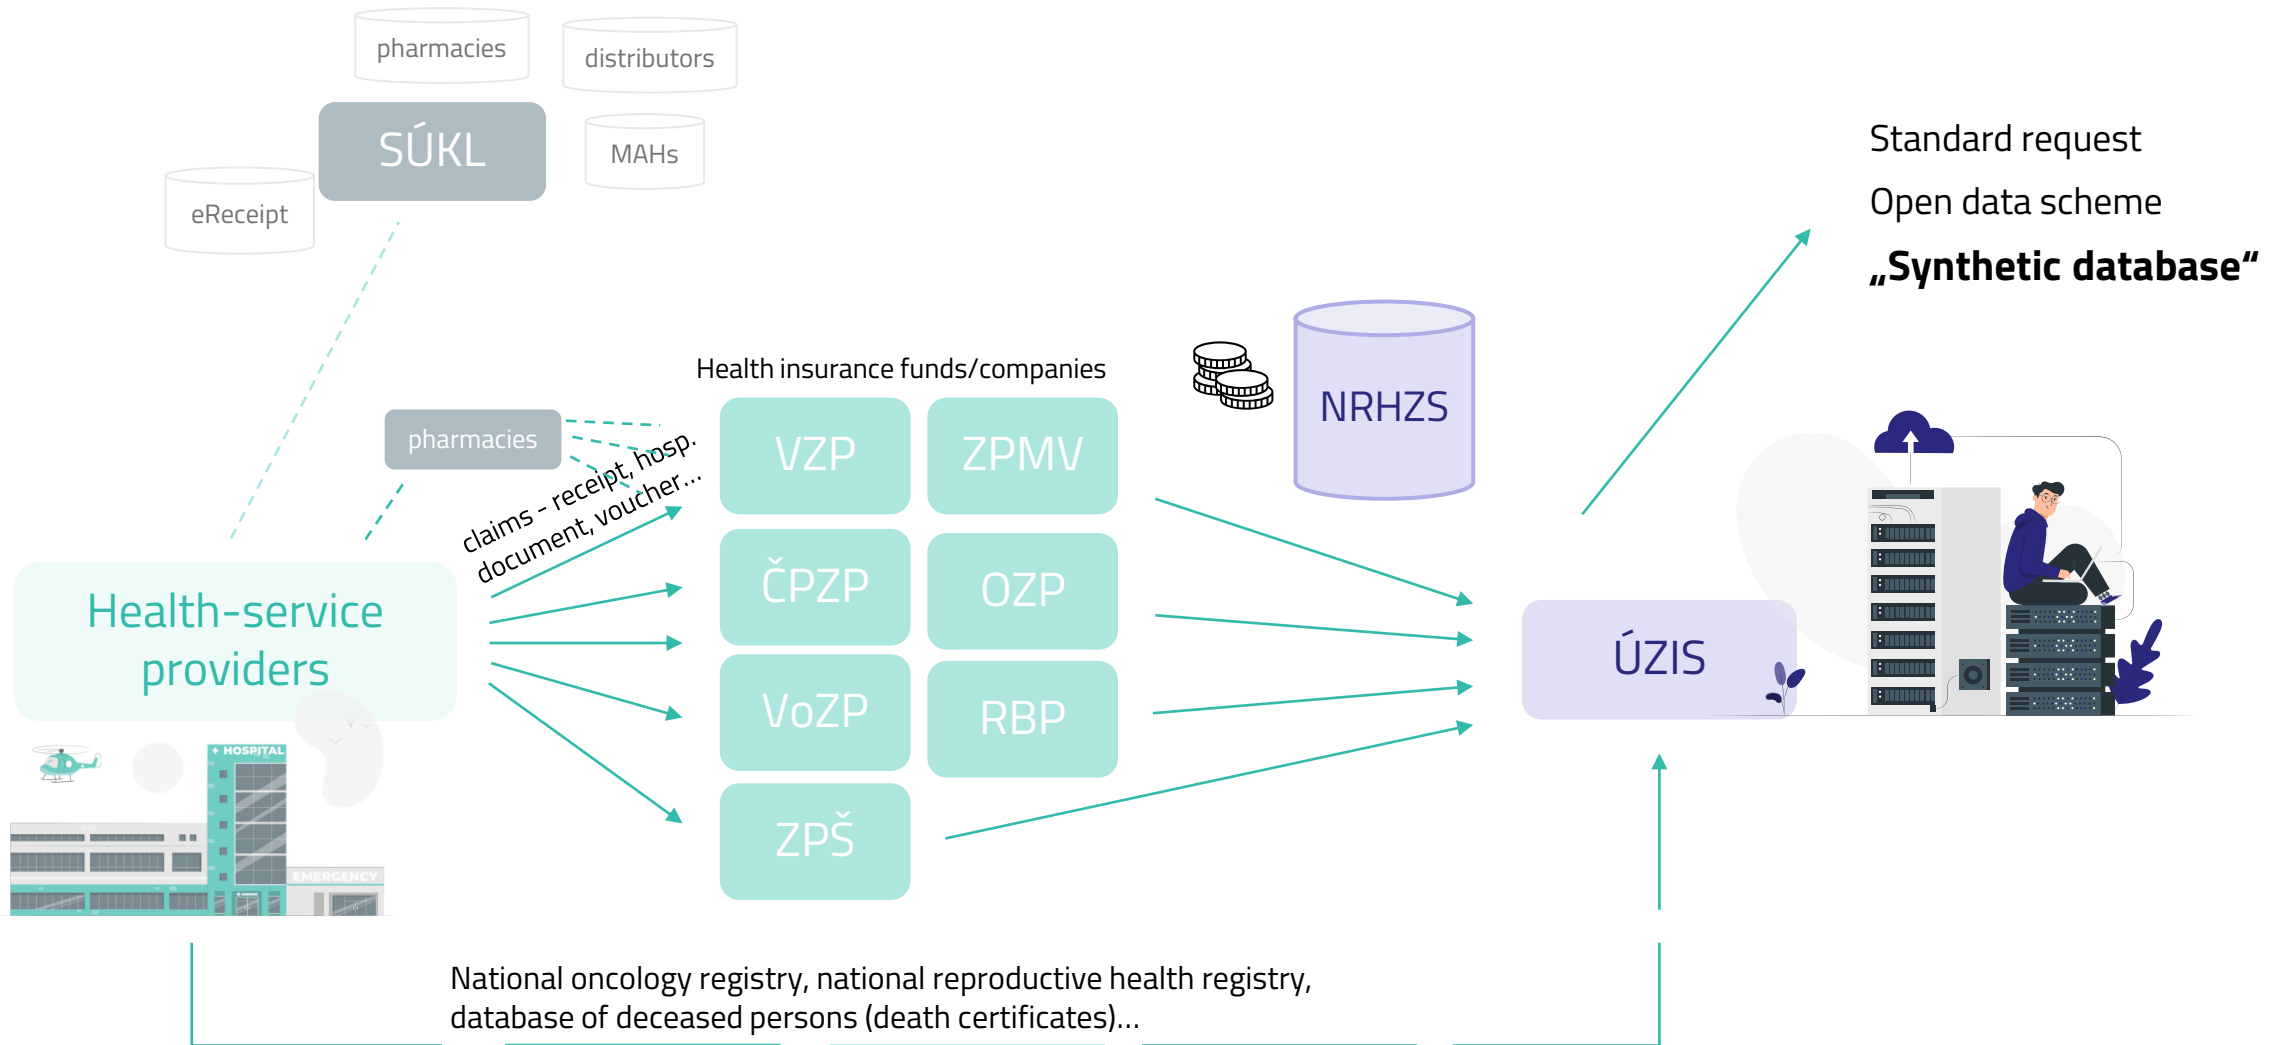 pharmacies
distributors
SÚKL
MAHs
eReceipt
Standard request
Open data scheme
„Synthetic database“
Health insurance funds/companies
NRHZS
pharmacies
claims - receipt, hosp.
document, voucher...
VZP
ZPMV
ČPZP
OZP
VoZP
RBP
ZPŠ
Health-service
providers
ÚZIS
+ HOSPITAL
EMERGENCY
National oncology registry, national reproductive health registry,
database of deceased persons (death certificates)...